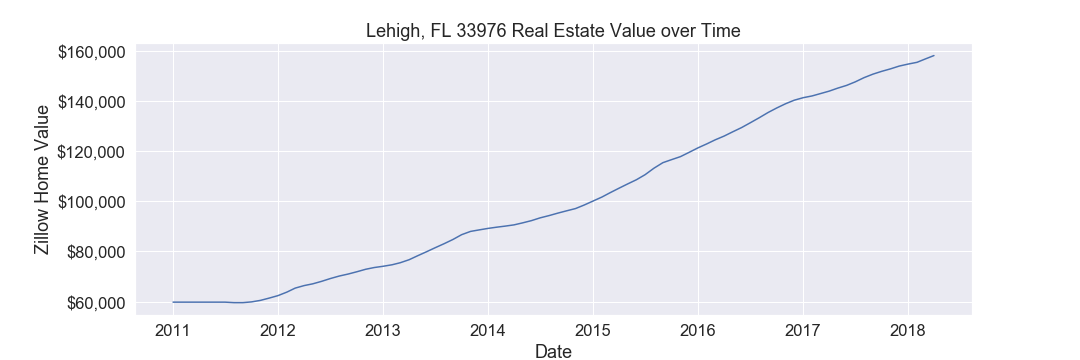 Lehigh, FL 33976 Real Estate Value over Time
$160,000
$140,000
$120,000
$100,000
$80,000
$60,000
Zillow Home Value
2011 2012 2013 2014 2015 2016 2017 2018
Date